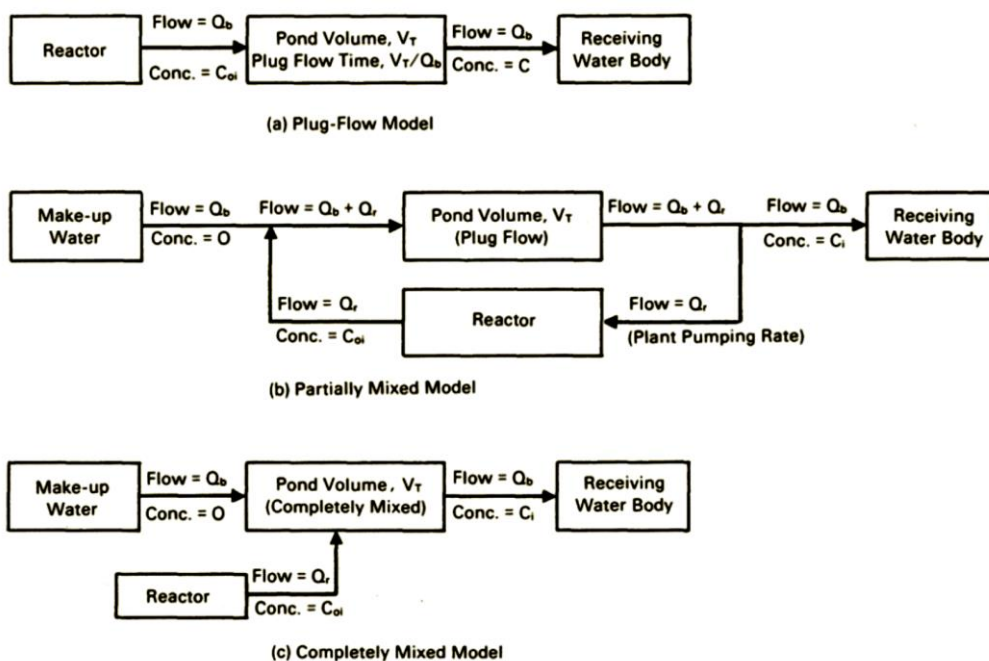 Reactor
Flow = Qb
Conc. = Coi
Pond Volume, VT
Plug Flow Time, VT/Qb
Flow = Qb
Conc. = C
Receiving
Water Body
(a) Plug-Flow Model
Make-up
Water
Flow = Qb
Conc. = O
Flow = Qb + Qr
Pond Volume, VT
(Plug Flow)
Flow = Qb + Qr
Flow = Qb
Conc. = Ci
Receiving
Water Body
Flow = Qr
Conc. = Coi
Reactor
Flow = Qr
(Plant Pumping Rate)
(b) Partially Mixed Model
Make-up
Water
Flow = Qb
Conc. = O
Pond Volume, VT
(Completely Mixed)
Flow = Qb
Conc. = Ci
Receiving
Water Body
Reactor
Flow = Qr
Conc. = Coi
(c) Completely Mixed Model